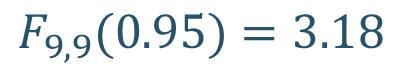 F₉,₉(0.95) = 3.18